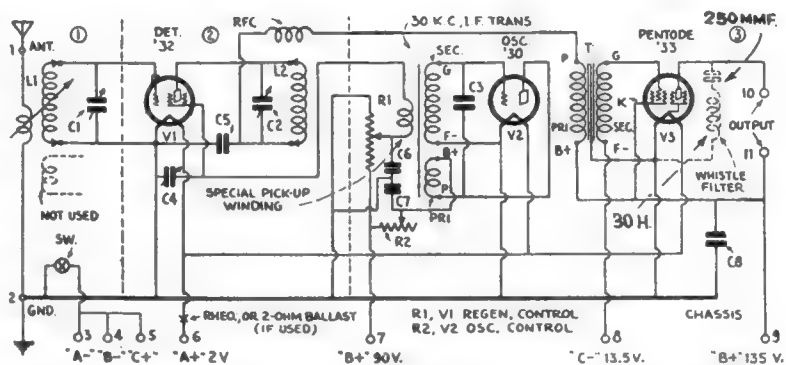 DET. '32
RFC
30 K.C. I.F. TRANS
OSC. '30
PENTODE '33
250 MMF.
1
ANT.
①
②
③
L1
C1
V1
C5
L2
C2
R1
SEC.
G
C3
F-
V2
P
T
G
PRI
B+
SEC.
F-
K
V3
10
OUTPUT
11
WHISTLE FILTER
NOT USED
C4
SPECIAL PICK-UP WINDING
C6
C7
B+
P
PRI
R2
30 H.
C8
SW.
2
GND.
RHEO. OR 2-OHM BALLAST (IF USED)
R1, V1 REGEN. CONTROL
R2, V2 OSC. CONTROL
CHASSIS
3
4
5
6
7
8
9
"A-"
"B-"
"C+"
"A+" 2V
"B+" 90V.
"C-" 13.5 V.
"B+" 135 V.